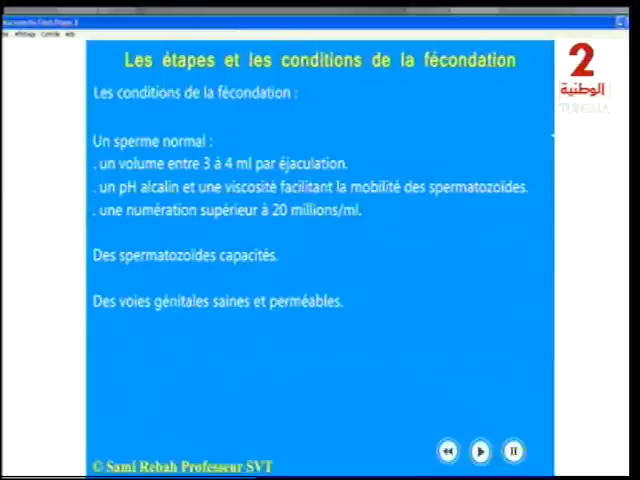 Les étapes et les conditions de la fécondation
Les conditions de la fécondation :
Un sperme normal :
. un volume entre 3 à 4 ml par éjaculation.
. un pH alcalin et une viscosité facilitant la mobilité des spermatozoïdes.
. une numération supérieur à 20 millions/ml.
Des spermatozoïdes capacités.
Des voies génitales saines et perméables.
© Sami Rebah Professeur SVT
2
الوطنية
TUNISIA